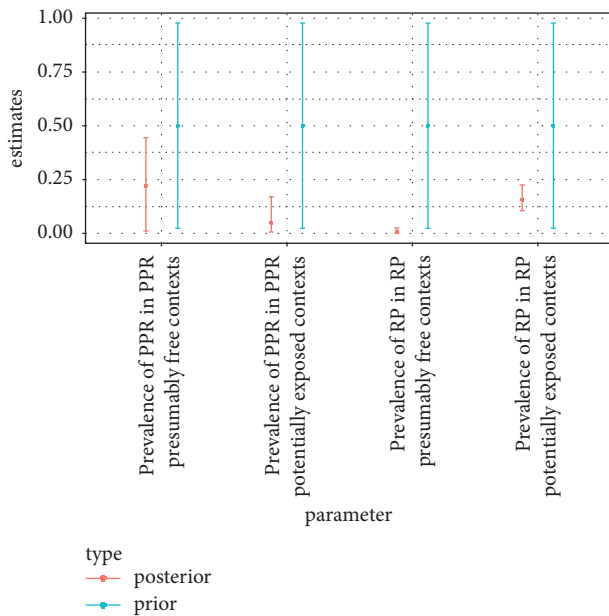 1.00
0.75
0.50
0.25
0.00
estimates
Prevalence of PPR in PPR
presumably free contexts
Prevalence of PPR in PPR
potentially exposed contexts
Prevalence of RP in RP
presumably free contexts
Prevalence of RP in RP
potentially exposed contexts
parameter
type
posterior
prior